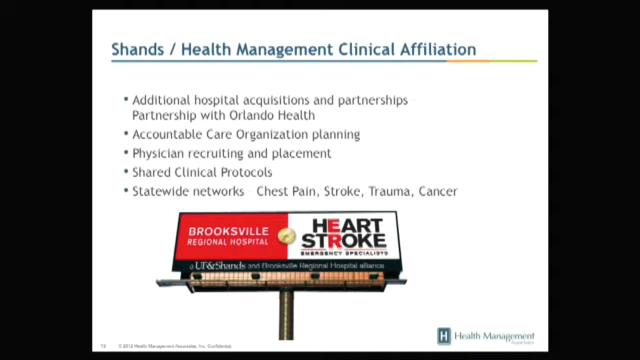 Shands / Health Management Clinical Affiliation
• Additional hospital acquisitions and partnerships
Partnership with Orlando Health
• Accountable Care Organization planning
• Physician recruiting and placement
• Shared Clinical Protocols
• Statewide networks Chest Pain, Stroke, Trauma, Cancer
BROOKSVILLE
REGIONAL HOSPITAL
HEART
STROKE
EMERGENCY SPECIALISTS
a UF&Shands and Brooksville Regional Hospital alliance
© 2012 Health Management Associates, Inc. Confidential.
H Health Management